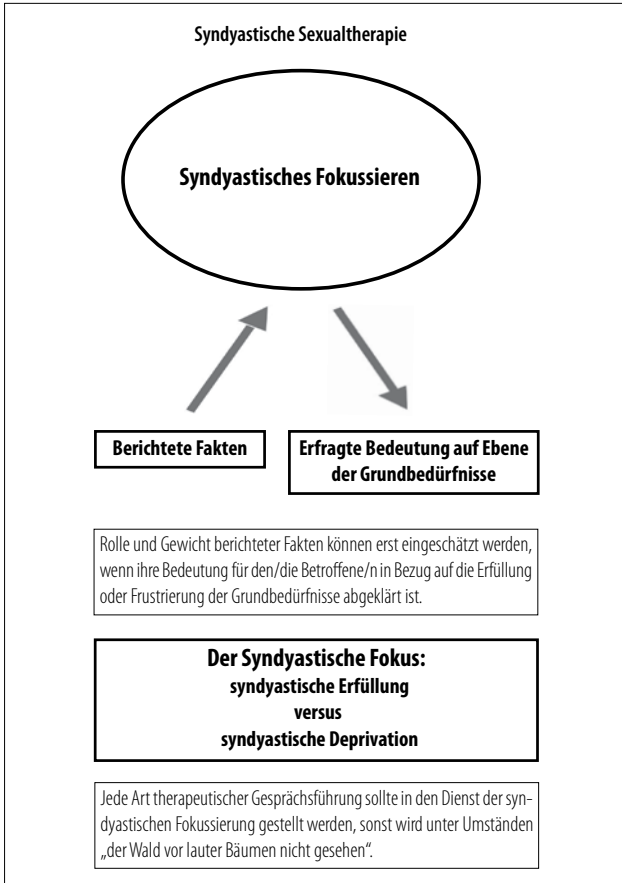 Syndyastische Sexualtherapie
Syndyastisches Fokussieren
Berichtete Fakten
Erfragte Bedeutung auf Ebene
der Grundbedürfnisse
Rolle und Gewicht berichteter Fakten können erst eingeschätzt werden,
wenn ihre Bedeutung für den/die Betroffene/n in Bezug auf die Erfüllung
oder Frustrierung der Grundbedürfnisse abgeklärt ist.
Der Syndyastische Fokus:
syndyastische Erfüllung
versus
syndyastische Deprivation
Jede Art therapeutischer Gesprächsführung sollte in den Dienst der syn-
dyastischen Fokussierung gestellt werden, sonst wird unter Umständen
„der Wald vor lauter Bäumen nicht gesehen“.